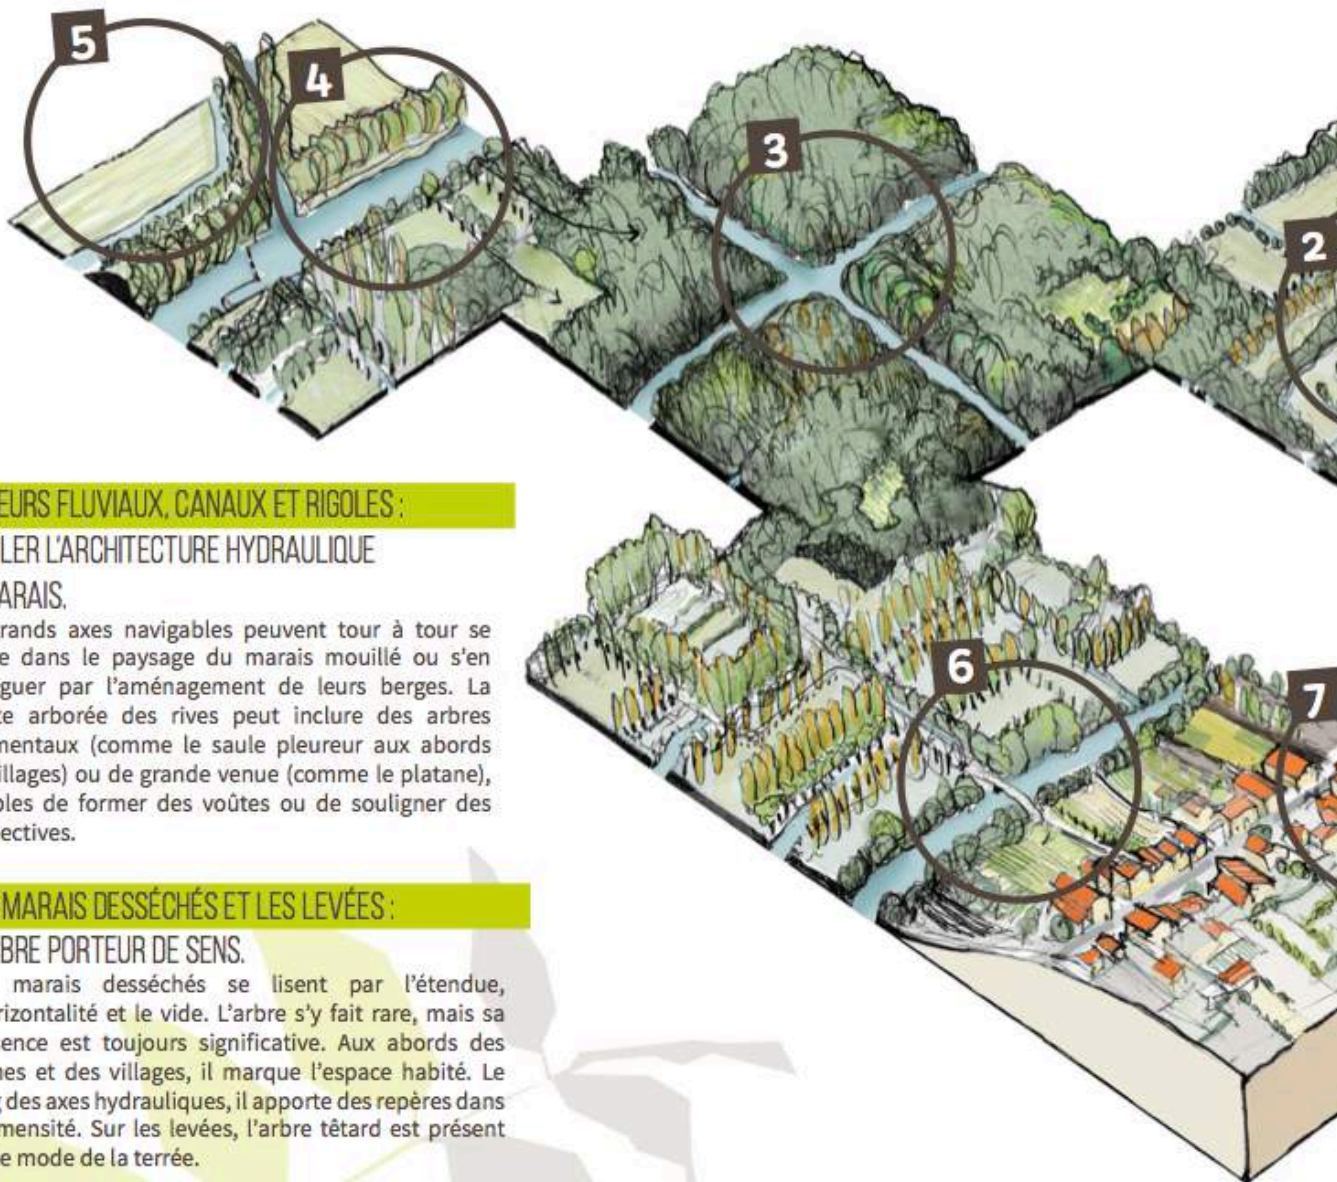 5
4
3
2
EURS FLUVIAUX, CANAUX ET RIGOLES :
LER L'ARCHITECTURE HYDRAULIQUE
ARAIS.
rands axes navigables peuvent tour à tour se
e dans le paysage du marais mouillé ou s'en
guer par l'aménagement de leurs berges. La
te arborée des rives peut inclure des arbres
mentaux (comme le saule pleureur aux abords
illages) ou de grande venue (comme le platane),
bles de former des voûtes ou de souligner des
ectives.
6
7
MARAIS DESSÉCHÉS ET LES LEVÉES :
BRE PORTEUR DE SENS.
marais desséchés se lisent par l'étendue,
rizontalité et le vide. L'arbre s'y fait rare, mais sa
sence est toujours significative. Aux abords des
nes et des villages, il marque l'espace habité. Le
g des axes hydrauliques, il apporte des repères dans
mensité. Sur les levées, l'arbre têtard est présent
e mode de la terrée.